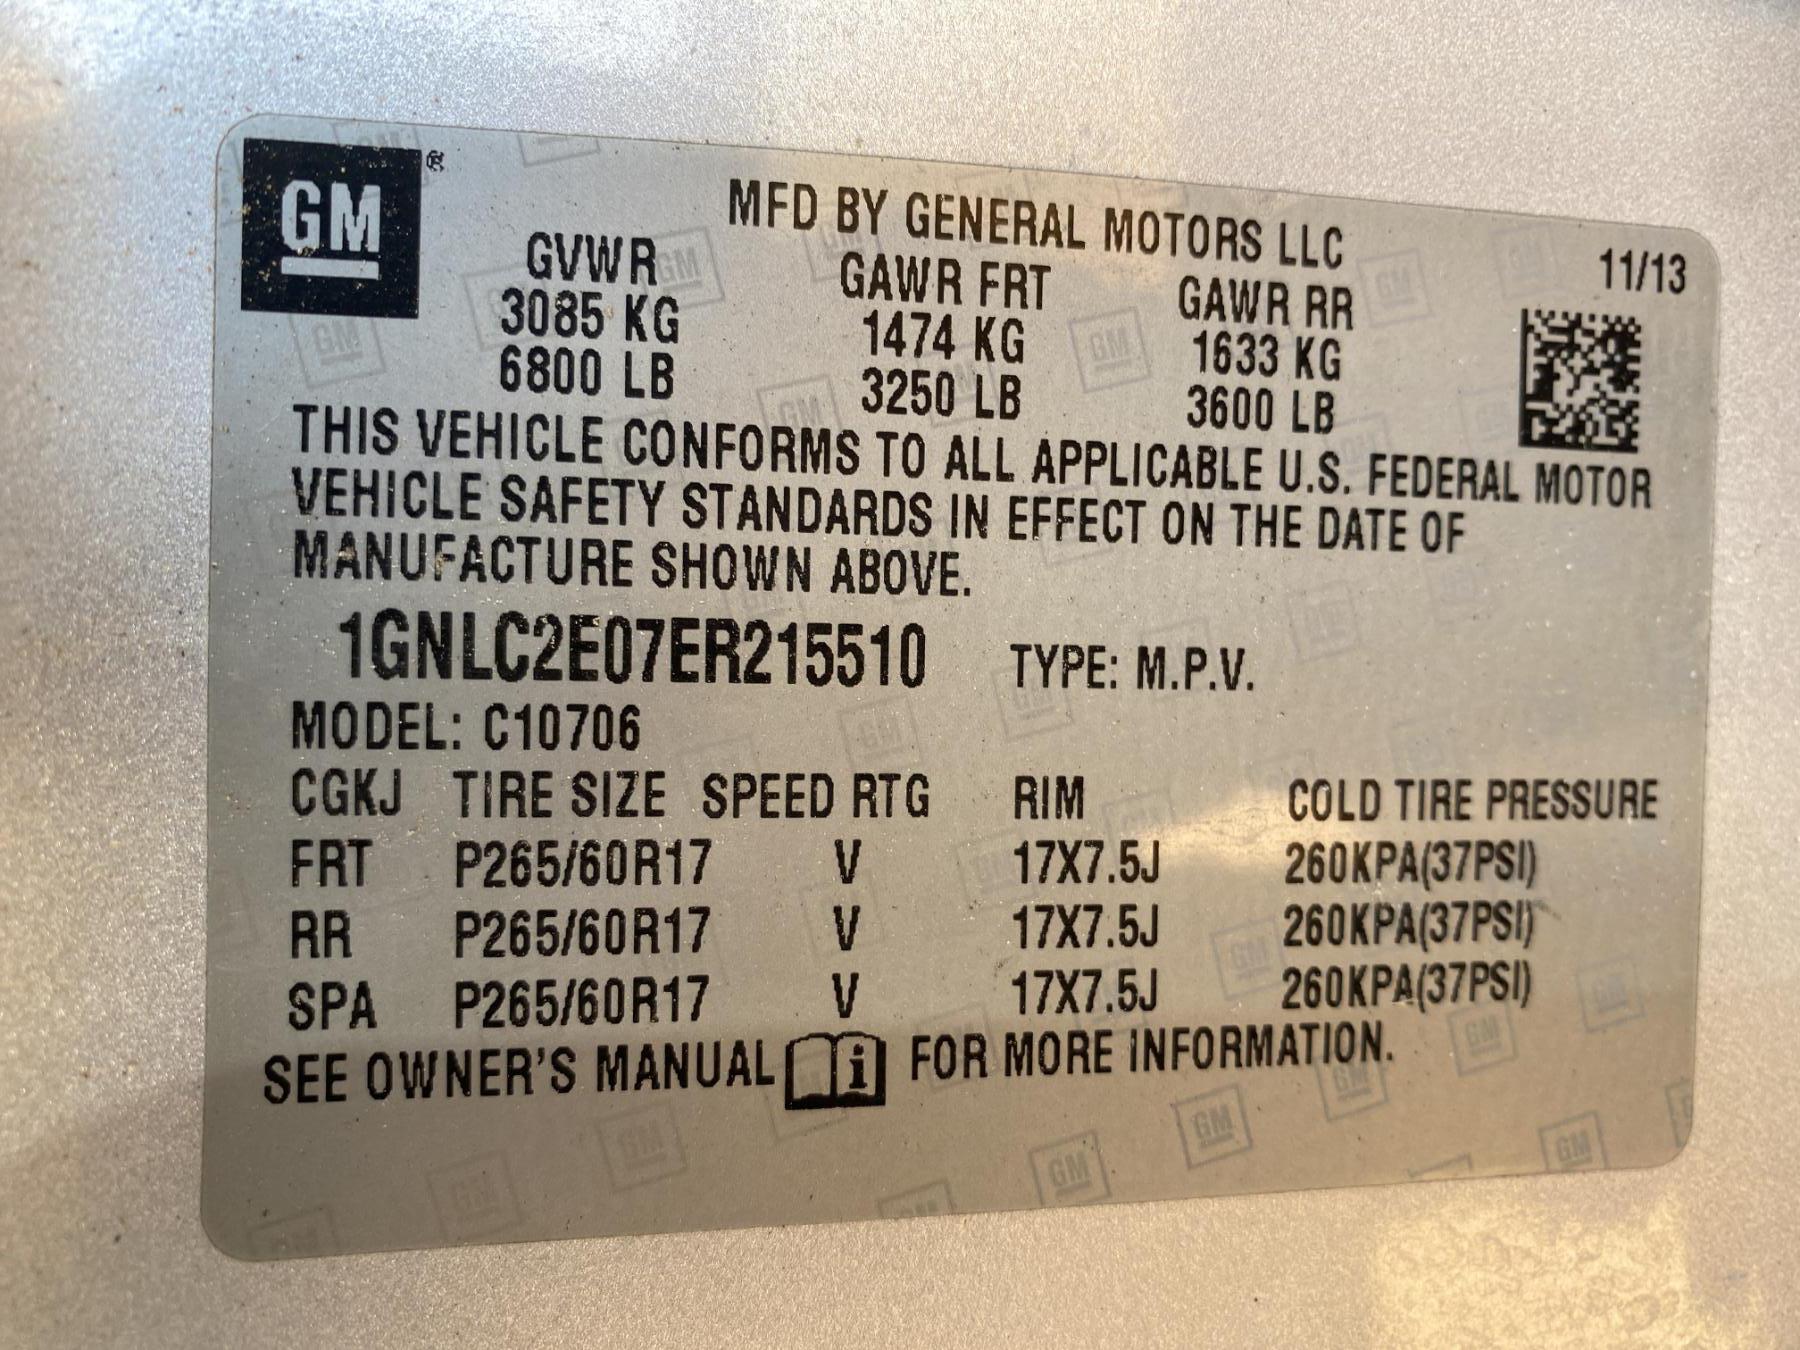 GM®
MFD BY GENERAL MOTORS LLC
11/13
GVWR GAWR FRT GAWR RR
3085 KG 1474 KG 1633 KG
6800 LB 3250 LB 3600 LB
THIS VEHICLE CONFORMS TO ALL APPLICABLE U.S. FEDERAL MOTOR
VEHICLE SAFETY STANDARDS IN EFFECT ON THE DATE OF
MANUFACTURE SHOWN ABOVE.
1GNLC2E07ER215510 TYPE: M.P.V.
MODEL: C10706
CGKJ TIRE SIZE SPEED RTG RIM COLD TIRE PRESSURE
FRT P265/60R17 V 17X7.5J 260KPA(37PSI)
RR P265/60R17 V 17X7.5J 260KPA(37PSI)
SPA P265/60R17 V 17X7.5J 260KPA(37PSI)
SEE OWNER'S MANUAL i FOR MORE INFORMATION.